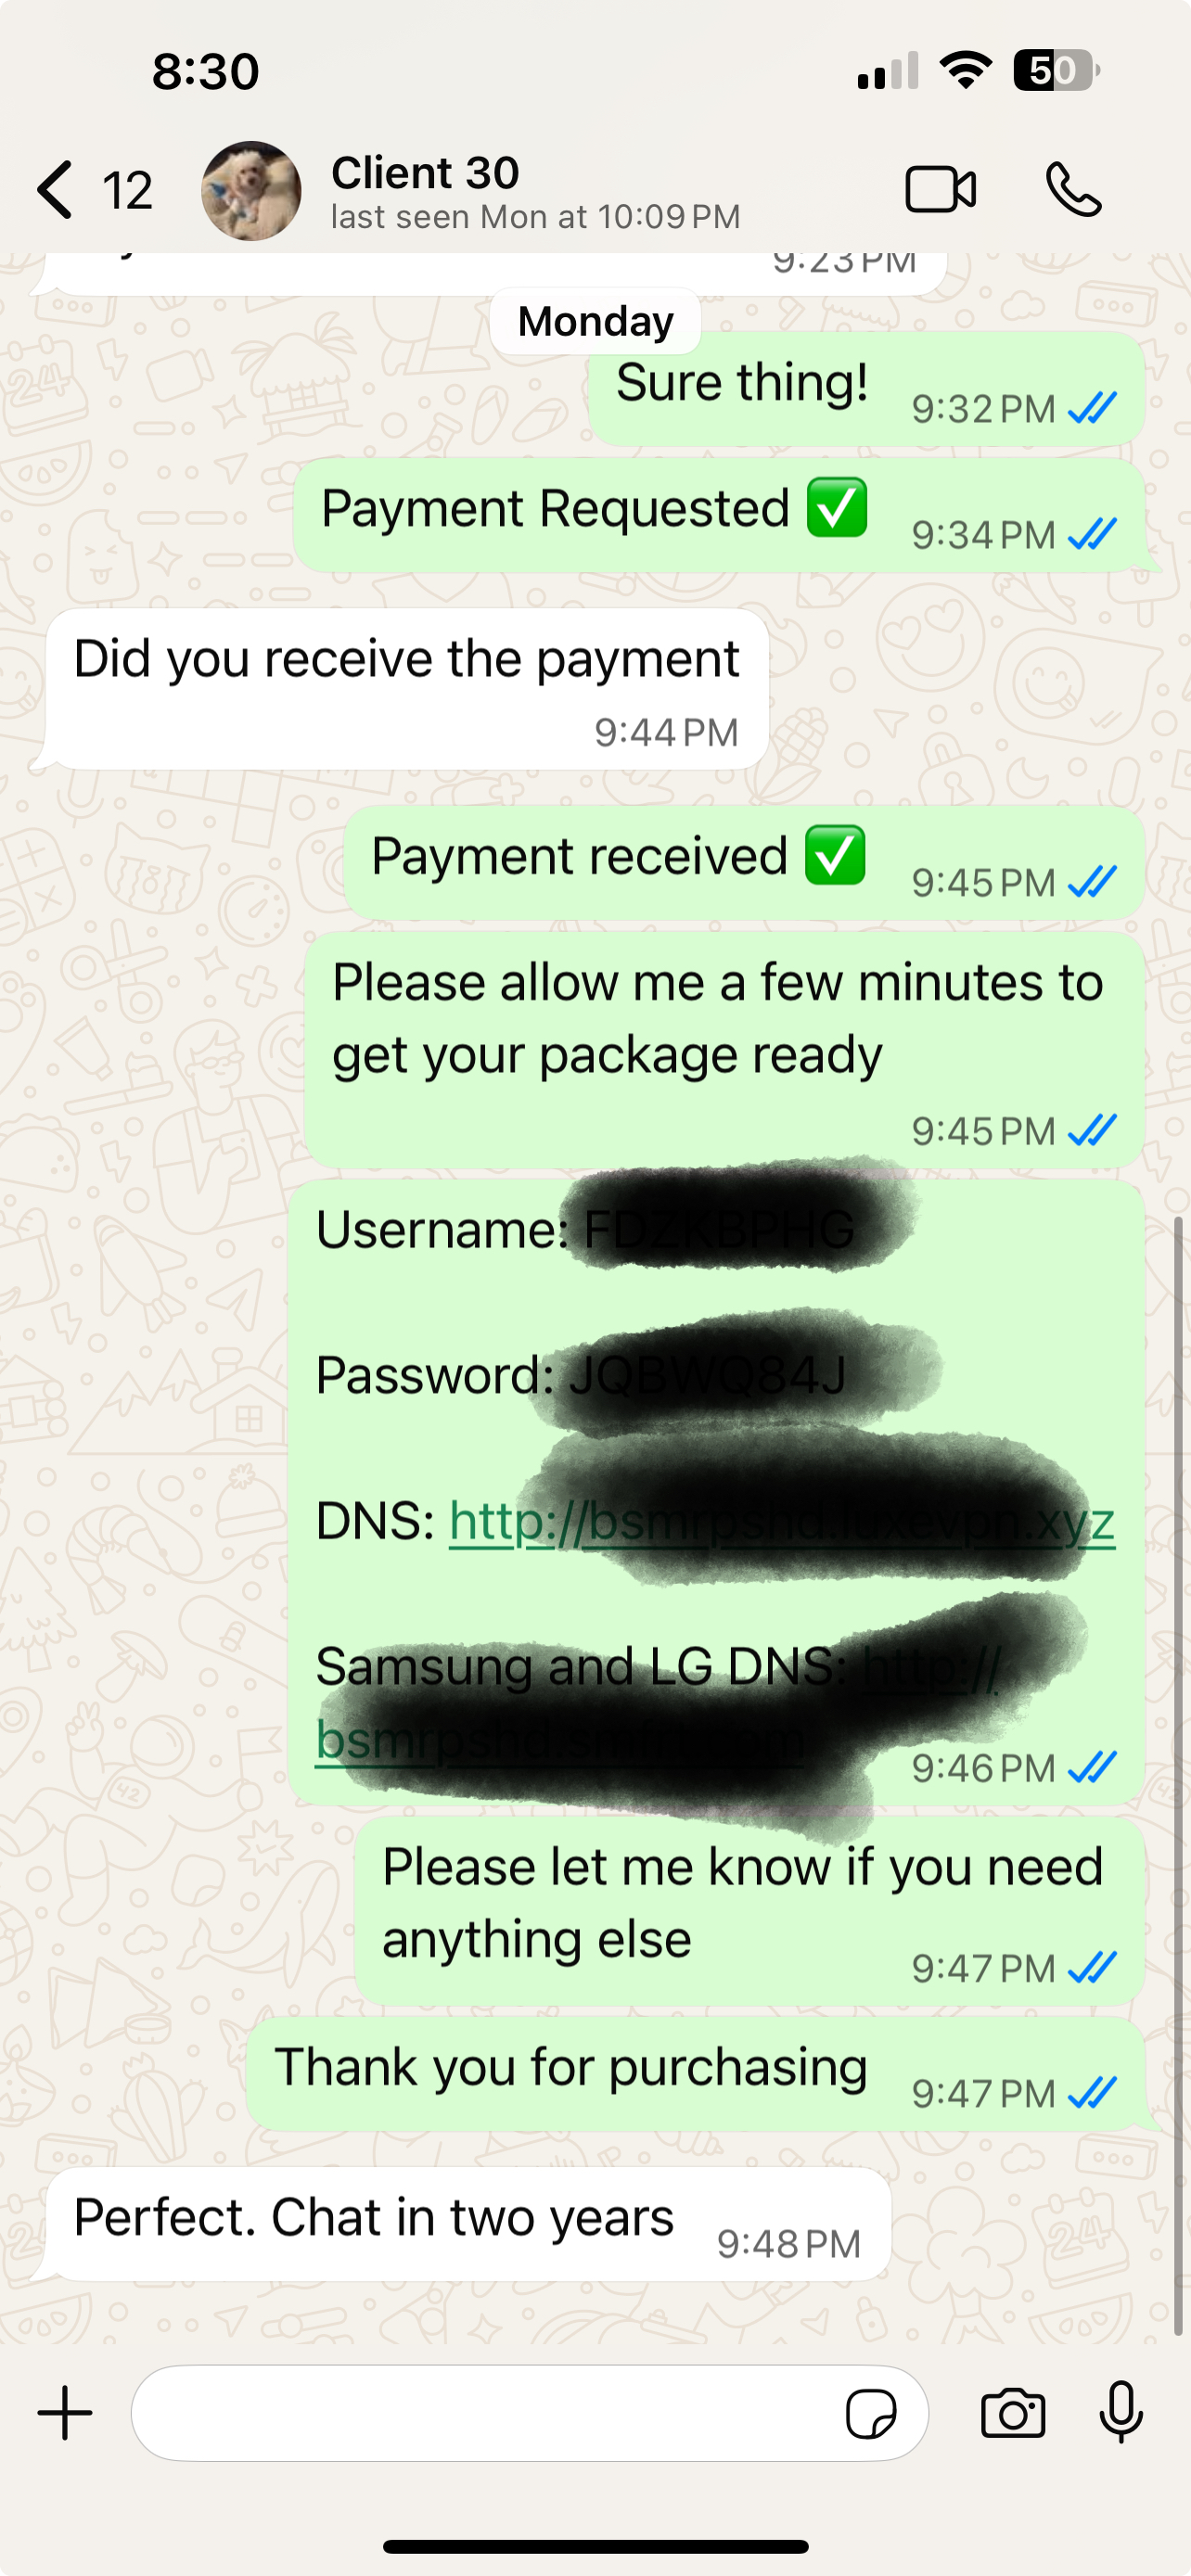 8:30
50
12
Client 30
last seen Mon at 10:09 PM
9:23 PM
Monday
Sure thing!
9:32 PM
Payment Requested ✅
9:34 PM
Did you receive the payment
9:44 PM
Payment received ✅
9:45 PM
Please allow me a few minutes to
get your package ready
9:45 PM
Username:
Password:
DNS:
Samsung and LG DNS:
9:46 PM
Please let me know if you need
anything else
9:47 PM
Thank you for purchasing
9:47 PM
Perfect. Chat in two years
9:48 PM